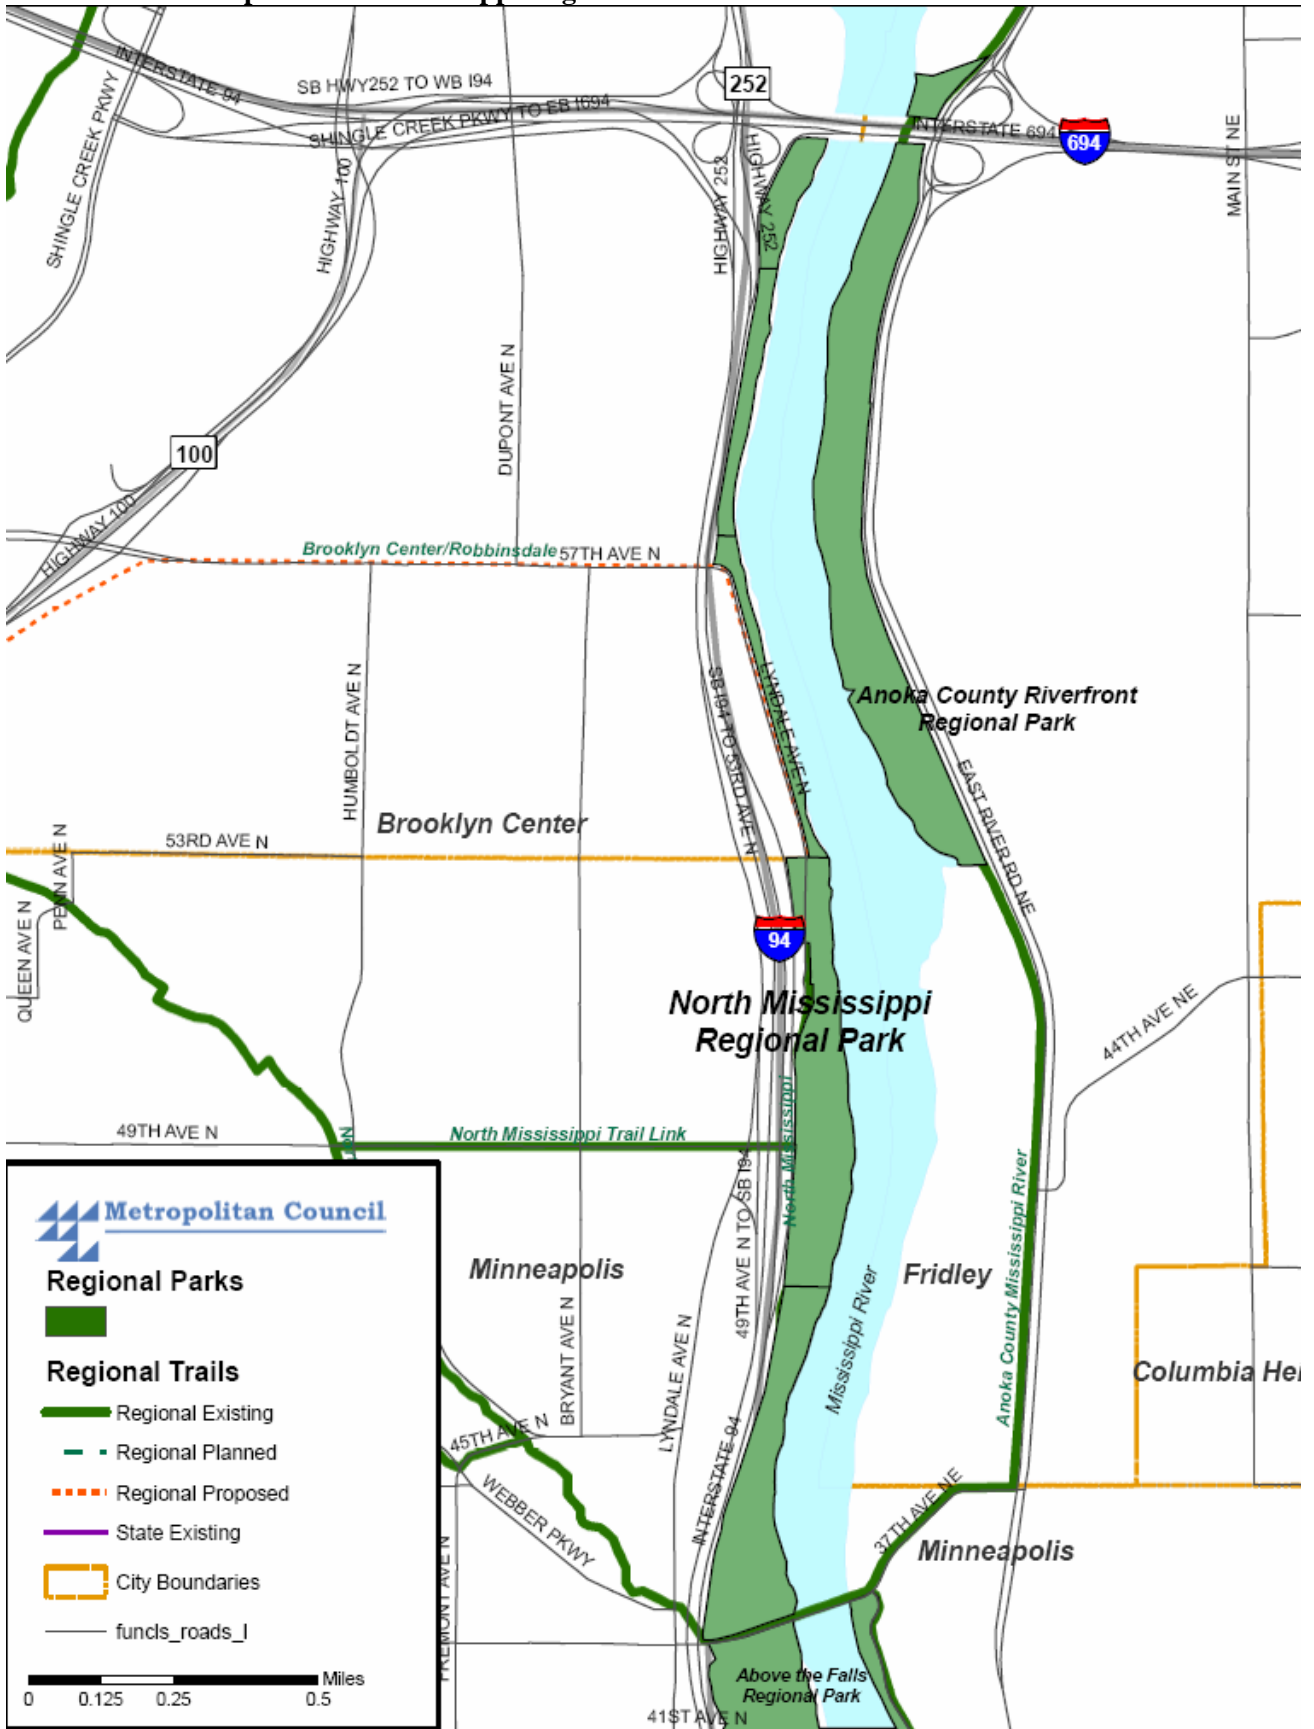 INTERSTATE 94
SB HWY252 TO WB I94
252
SHINGLE CREEK PKWY TO EB I694
INTERSTATE 694
694
SHINGLE CREEK PKWY
HIGHWAY 100
HIGHWAY 252
HIGHWAY 252
MAIN ST NE
DUPONT AVE N
100
HIGHWAY 100
Brooklyn Center/Robbinsdale
57TH AVE N
HUMBOLDT AVE N
SB I94 TO 53RD AVE N
LYNDALE AVE N
Anoka County Riverfront
Regional Park
EAST RIVER RD NE
Brooklyn Center
53RD AVE N
PENN AVE N
QUEEN AVE N
94
North Mississippi
Regional Park
44TH AVE NE
49TH AVE N
North Mississippi Trail Link
North Mississippi
Anoka County Mississippi River
49TH AVE N TO SB I94
Metropolitan Council
Regional Parks
Regional Trails
Regional Existing
Regional Planned
Regional Proposed
State Existing
City Boundaries
funcls_roads_l
Miles
0
0.125
0.25
0.5
Minneapolis
Fridley
Mississippi River
Columbia Hei
BRYANT AVE N
LYNDALE AVE N
45TH AVE N
WEBBER PKWY
INTERSTATE 94
37TH AVE NE
Minneapolis
FREMONT AVE N
Above the Falls
Regional Park
41ST AVE N